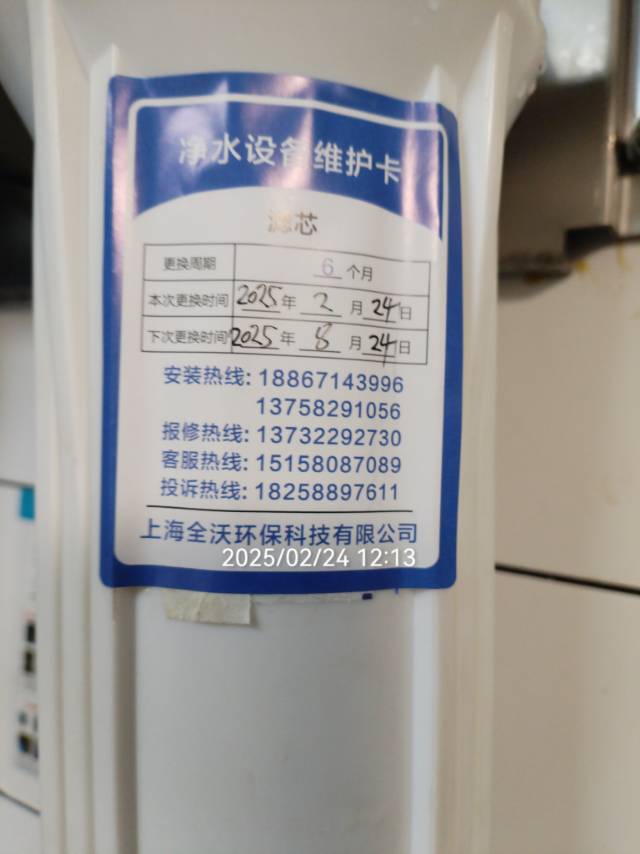 净水设备维护卡
滤芯
更换周期 6 个月
本次更换时间 2025 年 2 月 24 日
下次更换时间 2025 年 8 月 24 日
安装热线: 18867143996
13758291056
报修热线: 13732292730
客服热线: 15158087089
投诉热线: 18258897611
上海全沃环保科技有限公司
2025/02/24 12:13